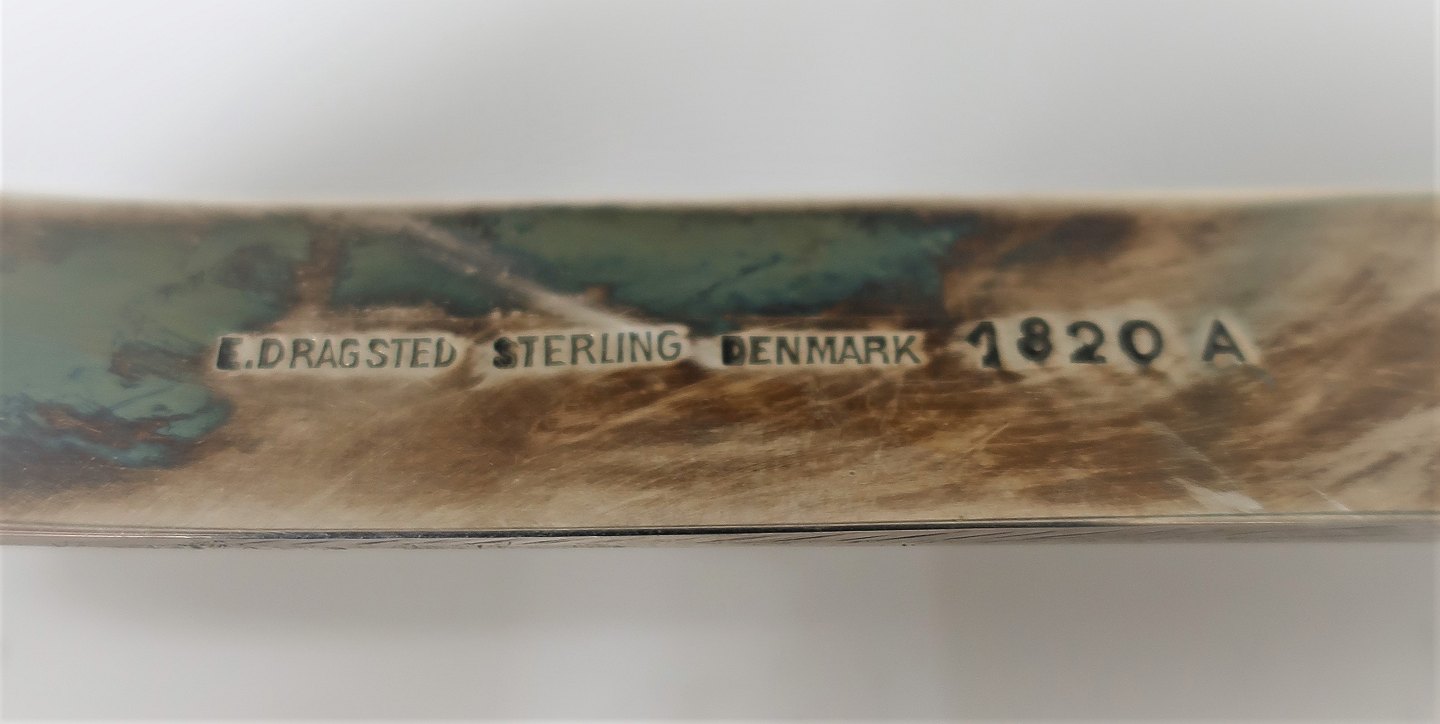 E.DRAGSTED STERLING DENMARK 1820 A